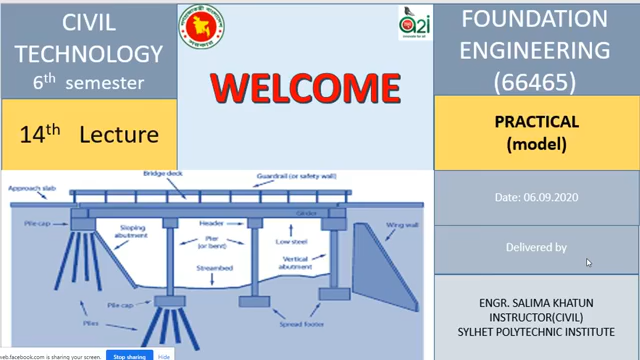 CIVIL
TECHNOLOGY
6th semester
14th Lecture
a2i
WELCOME
FOUNDATION
ENGINEERING
(66465)
PRACTICAL
(model)
Date: 06.09.2020
Delivered by
ENGR. SALIMA KHATUN
INSTRUCTOR(CIVIL)
SYLHET POLYTECHNIC INSTITUTE
Bridge deck
Guardrail (or safety wall)
Approach slab
Girder
Pile cap
Sloping
abutment
Header
Pier
(or bent)
Low steel
Wing wall
Streambed
Vertical
abutment
Pile cap
Piles
Spread footer
web.facebook.com is sharing your screen.
Stop sharing
Hide